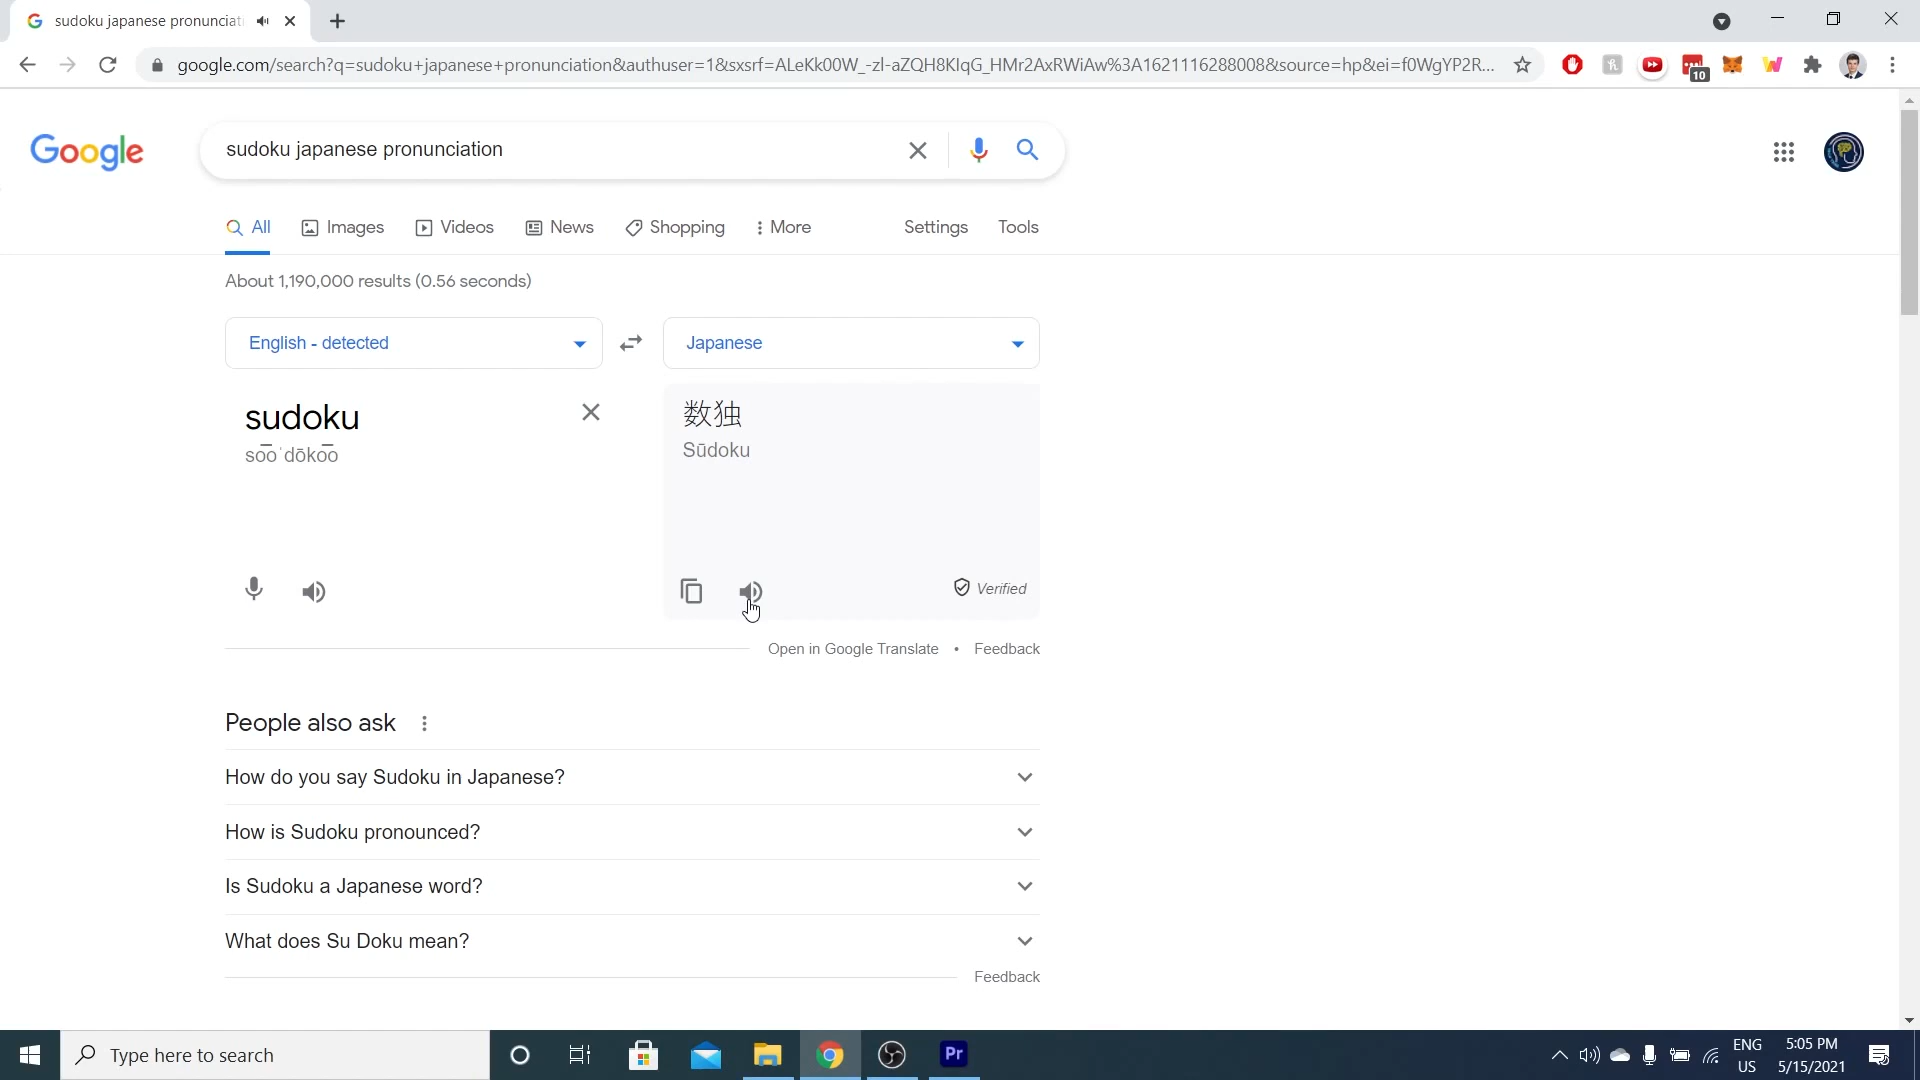 sudoku japanese pronunciat
google.com/search?q=sudoku+japanese+pronunciation&authuser=1&sxsrf=ALeKk00W_-zl-aZQH8KlqG_HMr2AxRWiAw%3A1621116288008&source=hp&ei=f0WgYP2R...
10
Google
sudoku japanese pronunciation
All
Images
Videos
News
Shopping
More
Settings
Tools
About 1,190,000 results (0.56 seconds)
English - detected
Japanese
sudoku
so͞oˈdōko͞o
数独
Sūdoku
Verified
Open in Google Translate • Feedback
People also ask
How do you say Sudoku in Japanese?
How is Sudoku pronounced?
Is Sudoku a Japanese word?
What does Su Doku mean?
Feedback
Type here to search
Pr
ENG
US
5:05 PM
5/15/2021